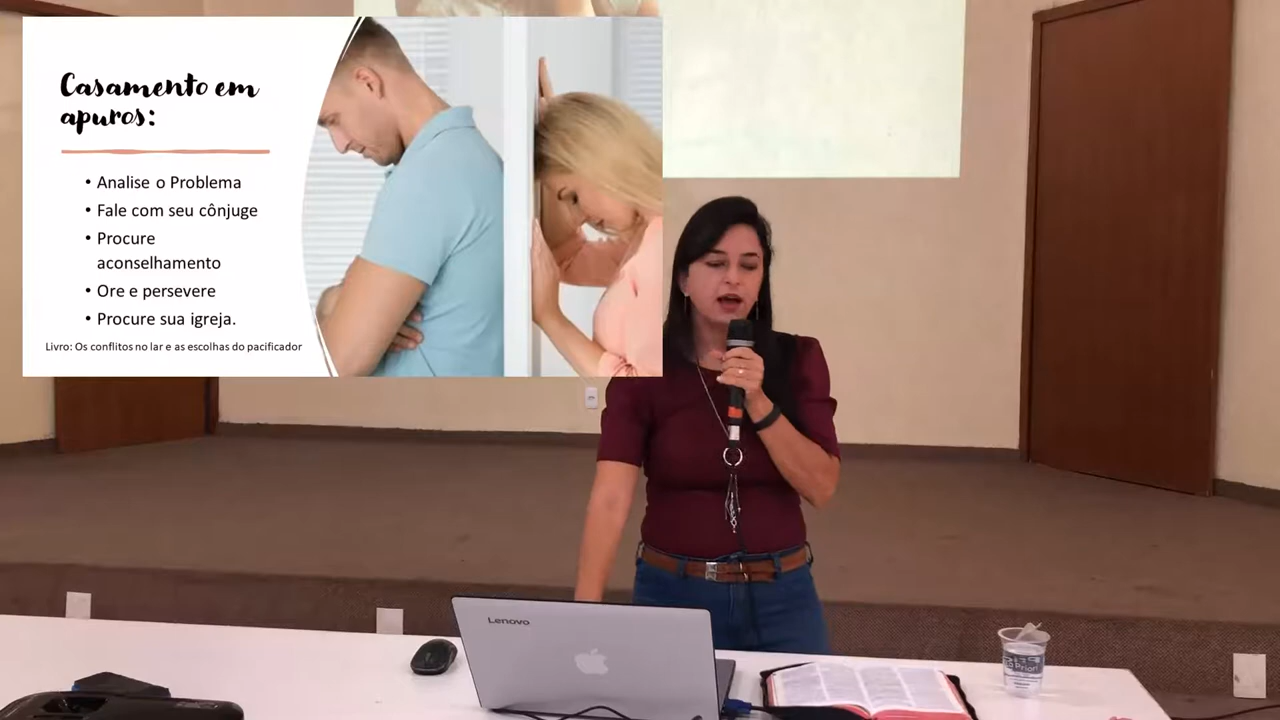 Casamento em
apuros:
• Analise o Problema
• Fale com seu cônjuge
• Procure
aconselhamento
• Ore e persevere
• Procure sua igreja.
Livro: Os conflitos no lar e as escolhas do pacificador
Lenovo